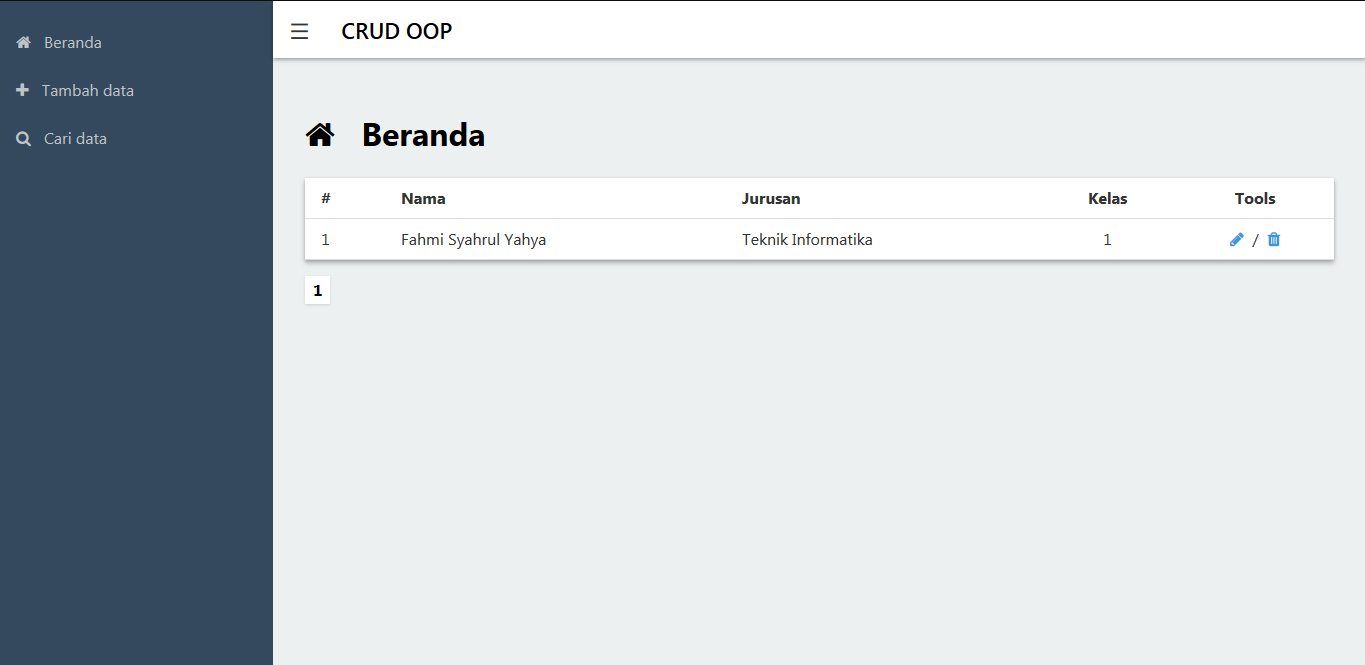 Beranda
Tambah data
Cari data
CRUD OOP
Beranda
# Nama Jurusan Kelas Tools
1 Fahmi Syahrul Yahya Teknik Informatika 1 /
1